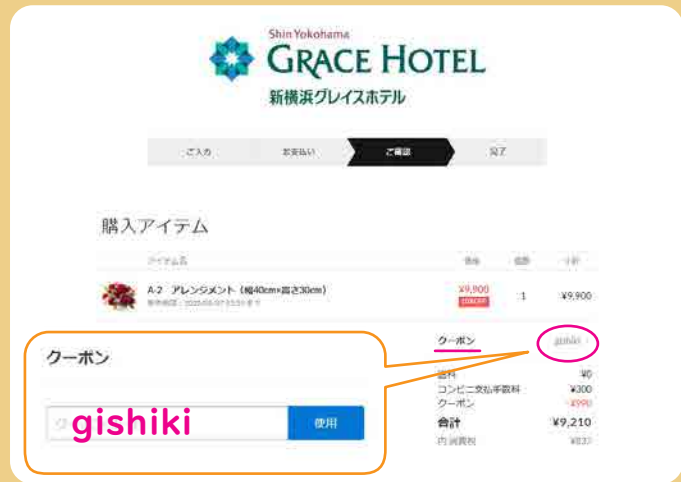 Shin Yokohama
GRACE HOTEL
新横浜グレイスホテル
ご入力 お支払い ご確認 完了
購入アイテム
アイテム名 価格 個数 小計
A-2 アレンジメント（幅40cm×高さ30cm） ¥9,900 1 ¥9,900
10%OFF
クーポン gishiki
送料 ¥0
コンビニ支払手数料 ¥300
クーポン -¥990
合計 ¥9,210
内 消費税 ¥837
クーポン
gishiki 使用